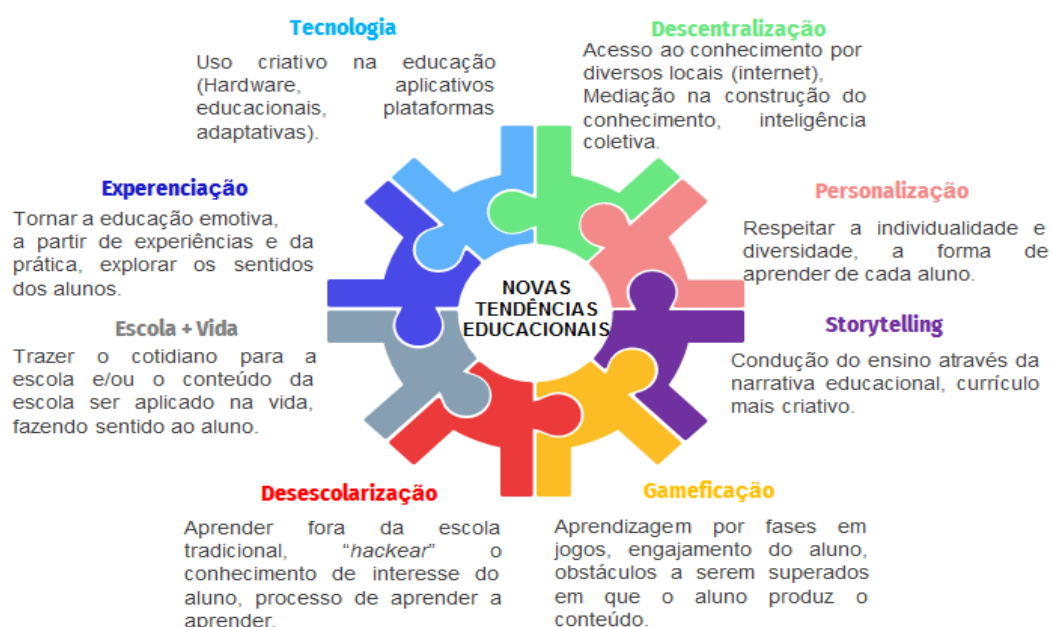 Tecnologia
Uso criativo na educação
(Hardware, aplicativos
educacionais, plataformas
adaptativas).
Descentralização
Acesso ao conhecimento por
diversos locais (internet),
Mediação na construção do
conhecimento, inteligência
coletiva.
Experenciação
Tornar a educação emotiva,
a partir de experiências e da
prática, explorar os sentidos
dos alunos.
Personalização
Respeitar a individualidade e
diversidade, a forma de
aprender de cada aluno.
NOVAS
TENDÊNCIAS
EDUCACIONAIS
Escola + Vida
Trazer o cotidiano para a
escola e/ou o conteúdo da
escola ser aplicado na vida,
fazendo sentido ao aluno.
Storytelling
Condução do ensino através da
narrativa educacional, currículo
mais criativo.
Desescolarização
Aprender fora da escola
tradicional, “hackear” o
conhecimento de interesse do
aluno, processo de aprender a
aprender.
Gameficação
Aprendizagem por fases em
jogos, engajamento do aluno,
obstáculos a serem superados
em que o aluno produz o
conteúdo.